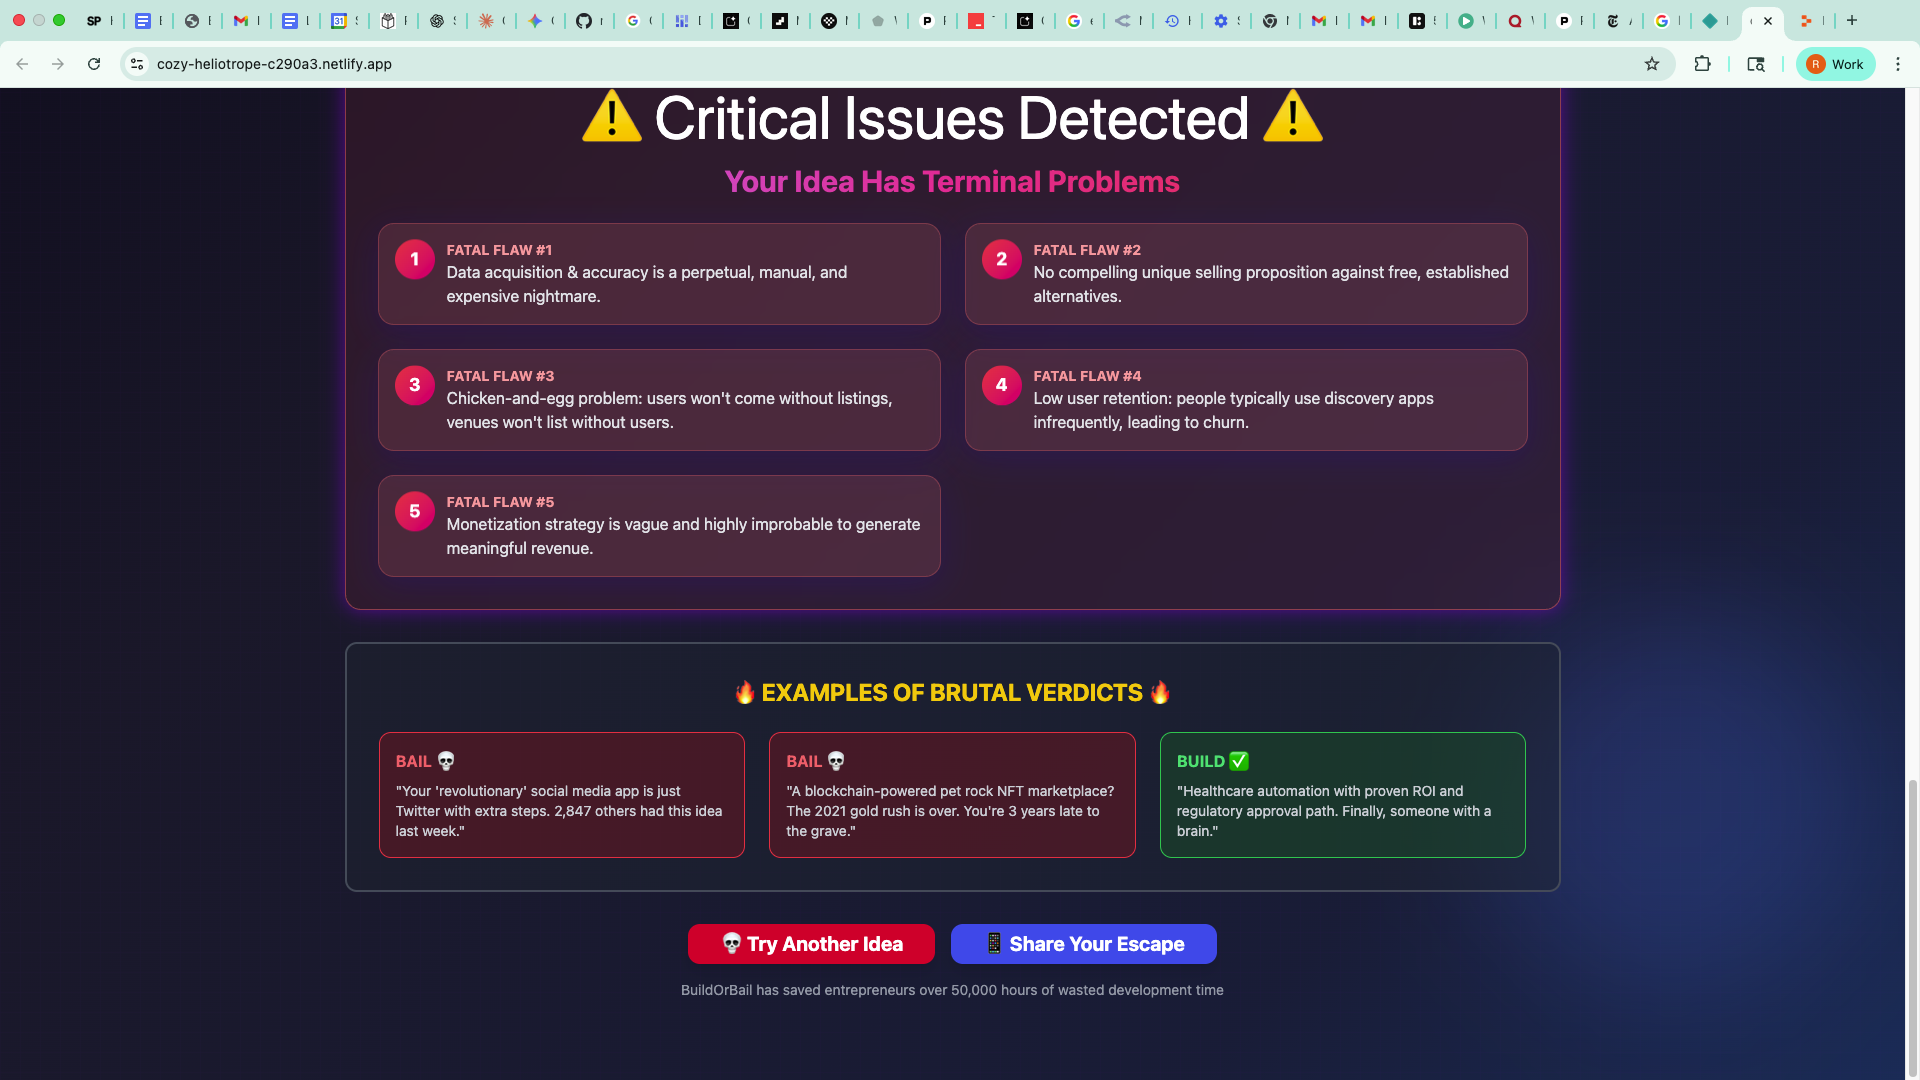 SP
31
cozy-heliotrope-c290a3.netlify.app
R Work
⚠️ Critical Issues Detected ⚠️
Your Idea Has Terminal Problems
1
FATAL FLAW #1
Data acquisition & accuracy is a perpetual, manual, and
expensive nightmare.
2
FATAL FLAW #2
No compelling unique selling proposition against free, established
alternatives.
3
FATAL FLAW #3
Chicken-and-egg problem: users won't come without listings,
venues won't list without users.
4
FATAL FLAW #4
Low user retention: people typically use discovery apps
infrequently, leading to churn.
5
FATAL FLAW #5
Monetization strategy is vague and highly improbable to generate
meaningful revenue.
🔥 EXAMPLES OF BRUTAL VERDICTS 🔥
BAIL 💀
"Your 'revolutionary' social media app is just
Twitter with extra steps. 2,847 others had this idea
last week."
BAIL 💀
"A blockchain-powered pet rock NFT marketplace?
The 2021 gold rush is over. You're 3 years late to
the grave."
BUILD ✅
"Healthcare automation with proven ROI and
regulatory approval path. Finally, someone with a
brain."
💀 Try Another Idea
📱 Share Your Escape
BuildOrBail has saved entrepreneurs over 50,000 hours of wasted development time